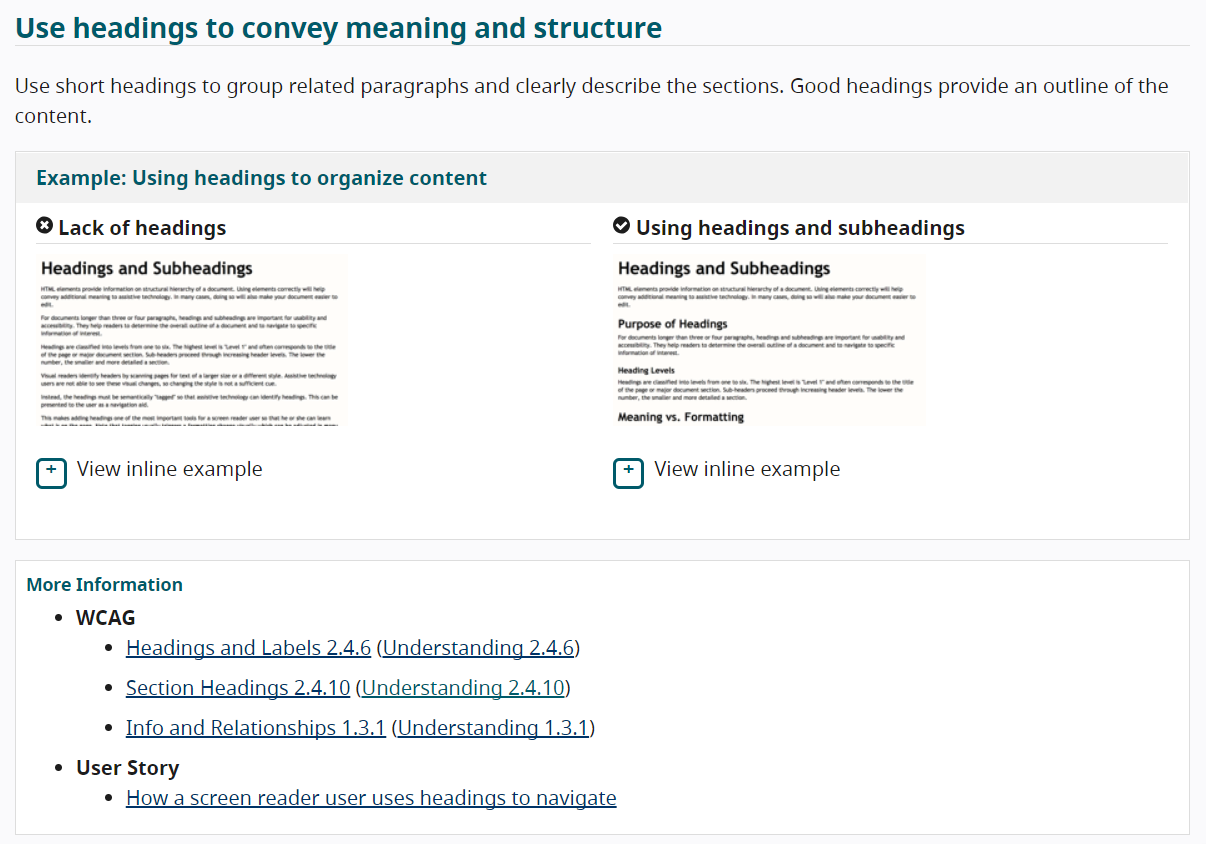 Use headings to convey meaning and structure
Use short headings to group related paragraphs and clearly describe the sections. Good headings provide an outline of the
content.
Example: Using headings to organize content
Lack of headings
Headings and Subheadings
HTML elements provide information on structural hierarchy of a document. Using elements correctly will help
convey additional meaning to assistive technology. In many cases, doing so will also make your document easier to
edit.
For documents longer than three or four paragraphs, headings and subheadings are important for usability and
accessibility. They help readers to determine the overall outline of a document and to navigate to specific
information of interest.
Headings are classified into levels from one to six. The highest level is "Level 1" and often corresponds to the title
of the page or major document section. Sub-headers proceed through increasing header levels. The lower the
number, the smaller and more detailed a section.
Visual readers identify headers by scanning pages for text of a larger size or a different style. Assistive technology
users are not able to see these visual changes, so changing the style is not a sufficient cue.
Instead, the headings must be semantically "tagged" so that assistive technology can identify headings. This can be
presented to the user as a navigation aid.
This makes adding headings one of the most important tools for a screen reader user so that he or she can learn
+ View inline example
Using headings and subheadings
Headings and Subheadings
HTML elements provide information on structural hierarchy of a document. Using elements correctly will help
convey additional meaning to assistive technology. In many cases, doing so will also make your document easier to
edit.
Purpose of Headings
For documents longer than three or four paragraphs, headings and subheadings are important for usability and
accessibility. They help readers to determine the overall outline of a document and to navigate to specific
information of interest.
Heading Levels
Headings are classified into levels from one to six. The highest level is "Level 1" and often corresponds to the title
of the page or major document section. Sub-headers proceed through increasing header levels. The lower the
number, the smaller and more detailed a section.
Meaning vs. Formatting
+ View inline example
More Information
WCAG
Headings and Labels 2.4.6 (Understanding 2.4.6)
Section Headings 2.4.10 (Understanding 2.4.10)
Info and Relationships 1.3.1 (Understanding 1.3.1)
User Story
How a screen reader user uses headings to navigate